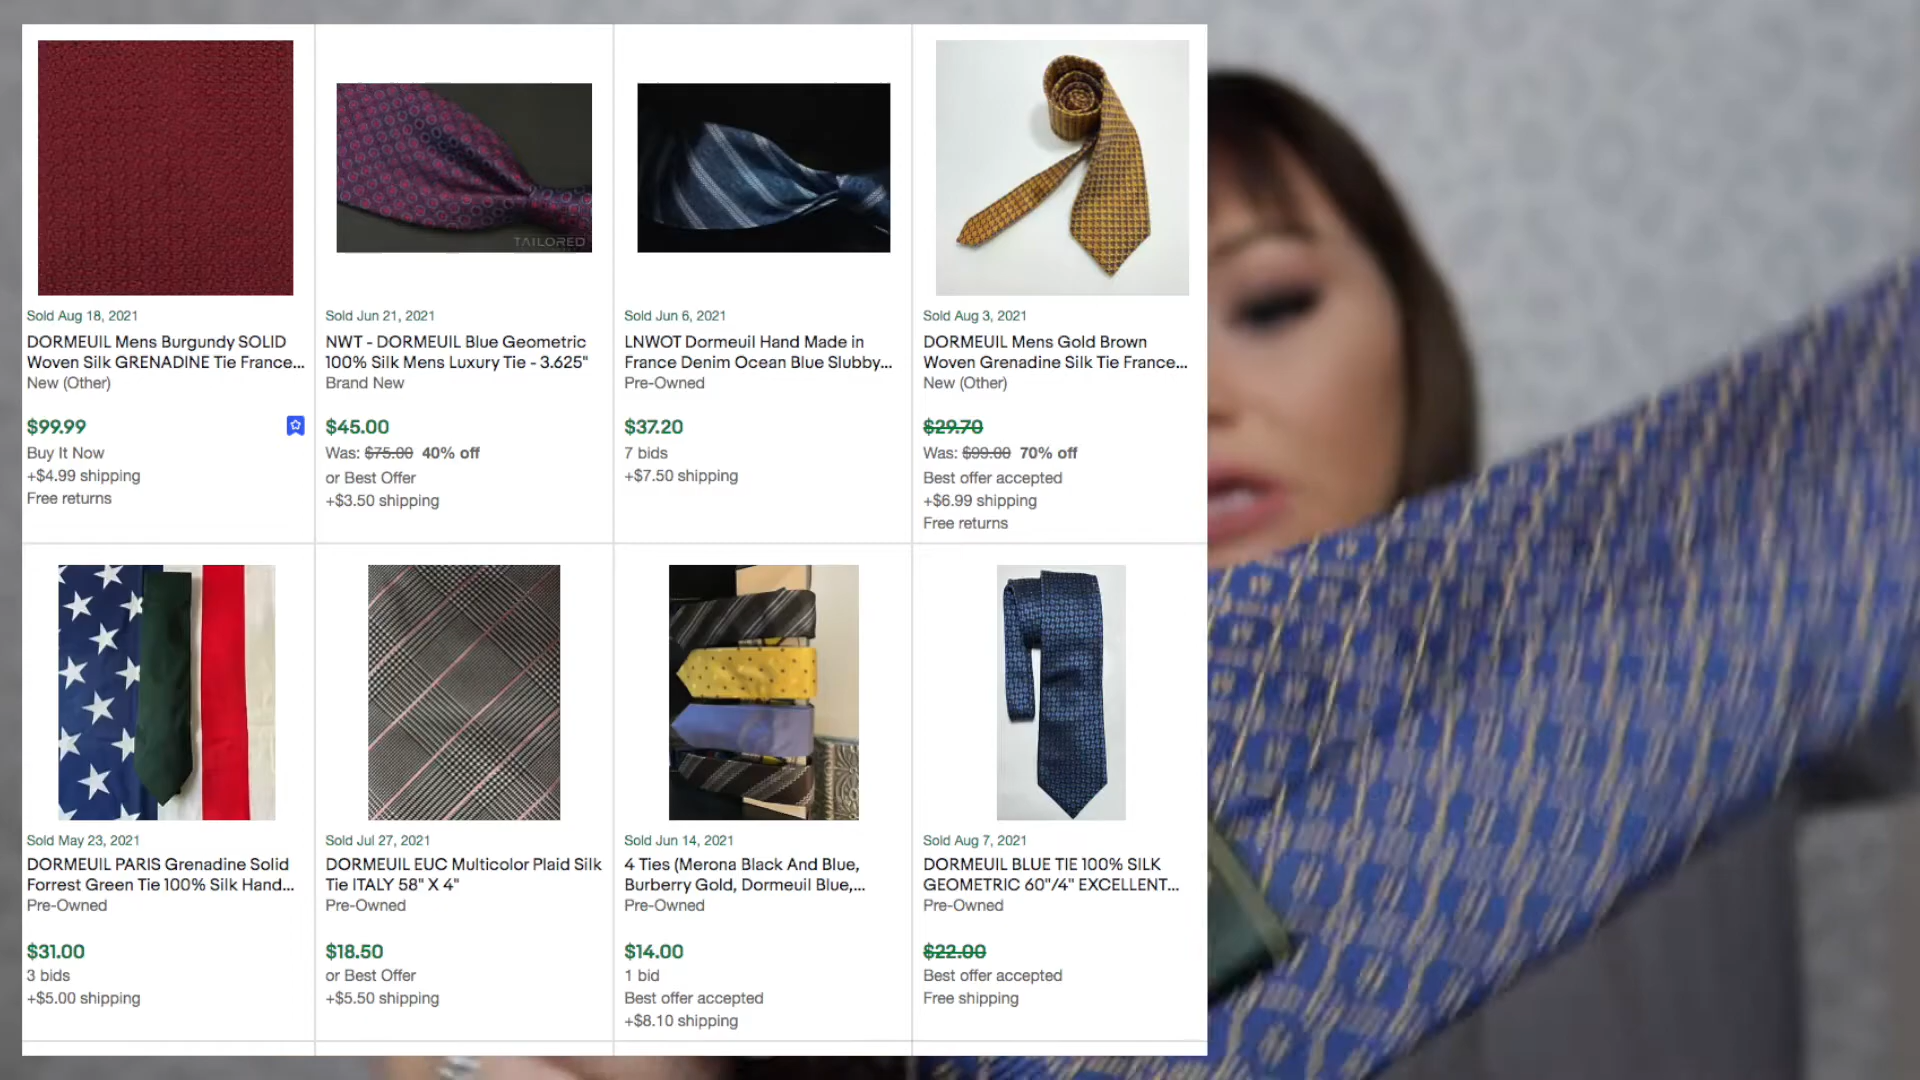 TAILORED
Sold Aug 18, 2021
DORMEUIL Mens Burgundy SOLID
Woven Silk GRENADINE Tie France...
New (Other)
$99.99
Buy It Now
+$4.99 shipping
Free returns
Sold Jun 21, 2021
NWT - DORMEUIL Blue Geometric
100% Silk Mens Luxury Tie - 3.625"
Brand New
$45.00
Was: $75.00 40% off
or Best Offer
+$3.50 shipping
Sold Jun 6, 2021
LNWOT Dormeuil Hand Made in
France Denim Ocean Blue Slubby...
Pre-Owned
$37.20
7 bids
+$7.50 shipping
Sold Aug 3, 2021
DORMEUIL Mens Gold Brown
Woven Grenadine Silk Tie France...
New (Other)
$29.70
Was: $99.00 70% off
Best offer accepted
+$6.99 shipping
Free returns
Sold May 23, 2021
DORMEUIL PARIS Grenadine Solid
Forrest Green Tie 100% Silk Hand...
Pre-Owned
$31.00
3 bids
+$5.00 shipping
Sold Jul 27, 2021
DORMEUIL EUC Multicolor Plaid Silk
Tie ITALY 58" X 4"
Pre-Owned
$18.50
or Best Offer
+$5.50 shipping
Sold Jun 14, 2021
4 Ties (Merona Black And Blue,
Burberry Gold, Dormeuil Blue,...
Pre-Owned
$14.00
1 bid
Best offer accepted
+$8.10 shipping
Sold Aug 7, 2021
DORMEUIL BLUE TIE 100% SILK
GEOMETRIC 60"/4" EXCELLENT...
Pre-Owned
$22.00
Best offer accepted
Free shipping